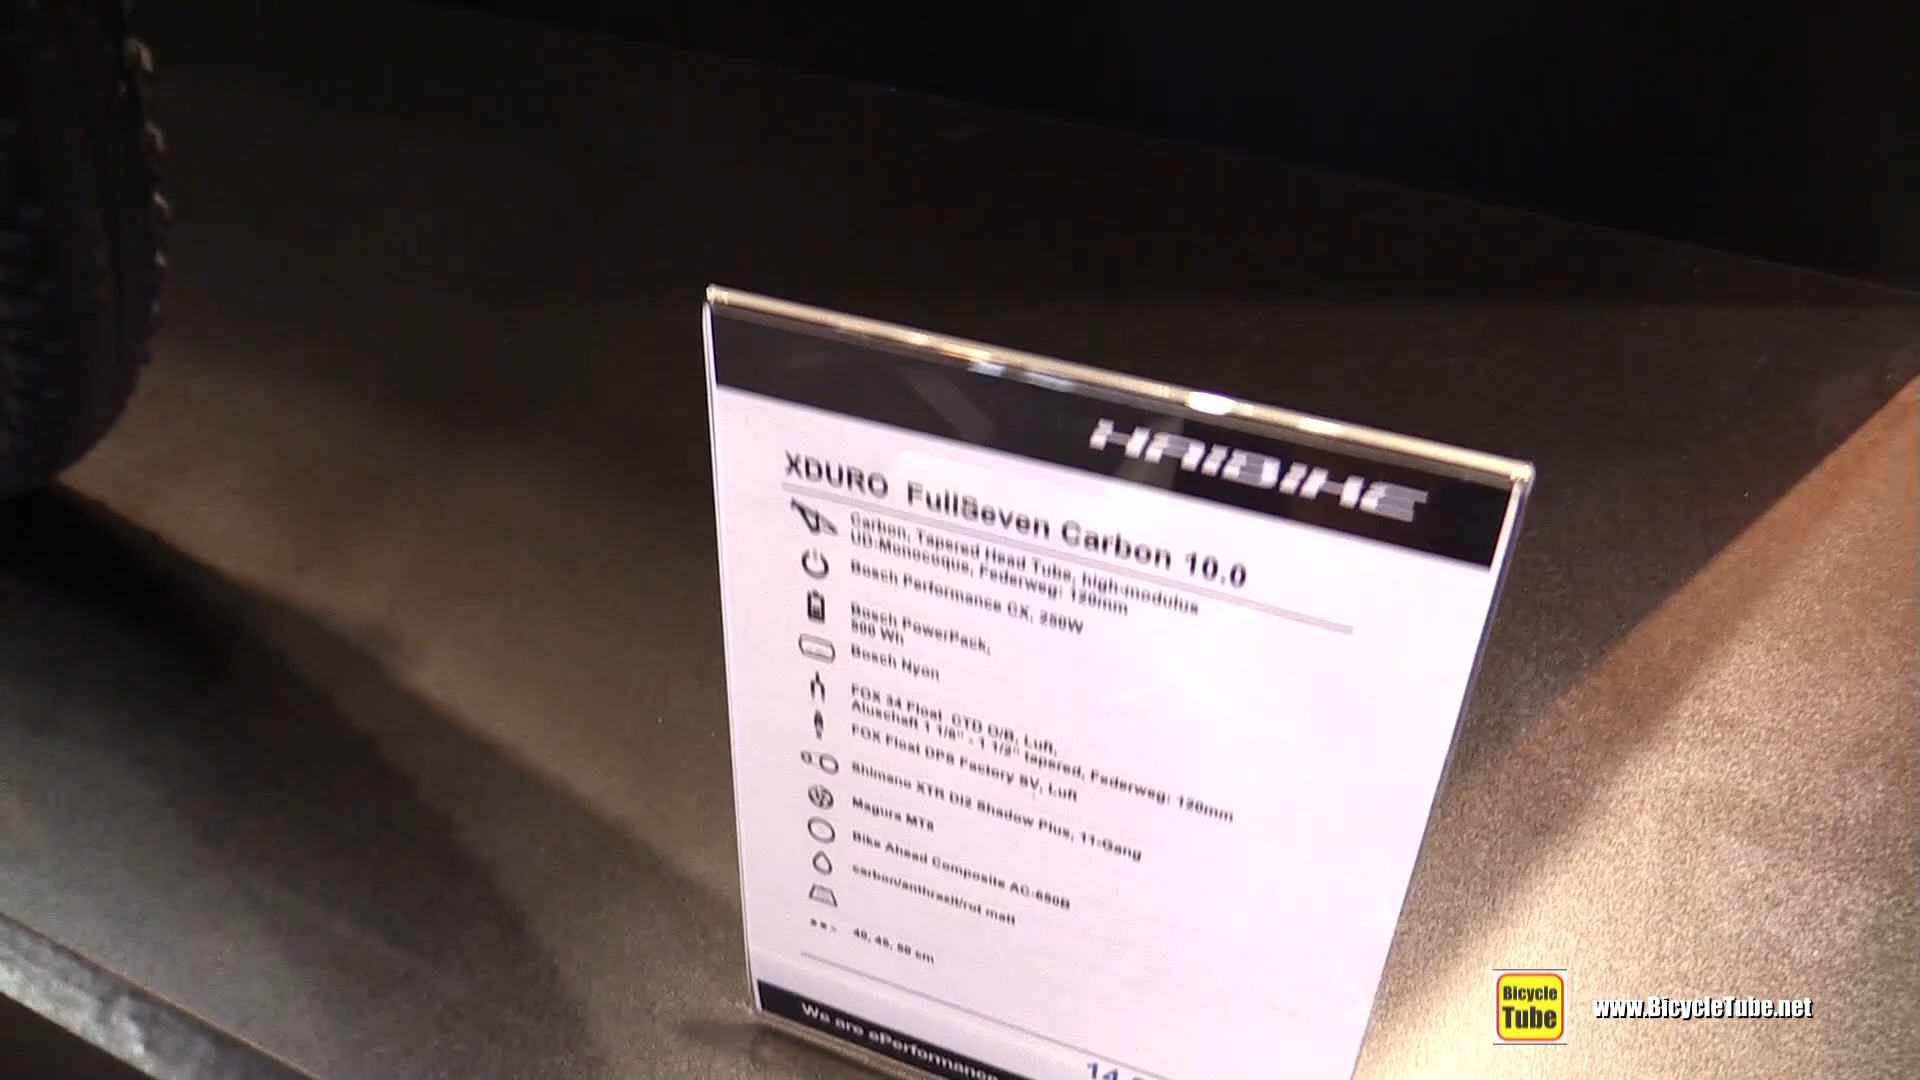 HAIBIKE
XDURO FullSeven Carbon 10.0
Carbon, Tapered Head Tube, high-modulus
UD-Monocoque, Federweg: 120mm
Bosch Performance CX, 250W
Bosch PowerPack,
500 Wh
Bosch Nyon
FOX 34 Float CTD O/B, Luft,
Aluschaft 1 1/8" - 1 1/2" tapered, Federweg: 120mm
FOX Float DPS Factory SV, Luft
Shimano XTR Di2 Shadow Plus, 11-Gang
Magura MT8
Bike Ahead Composite AC-650B
carbon/anthrazit/rot matt
40, 45, 50 cm
We are ePerformance
14
Bicycle
Tube
www.BicycleTube.net